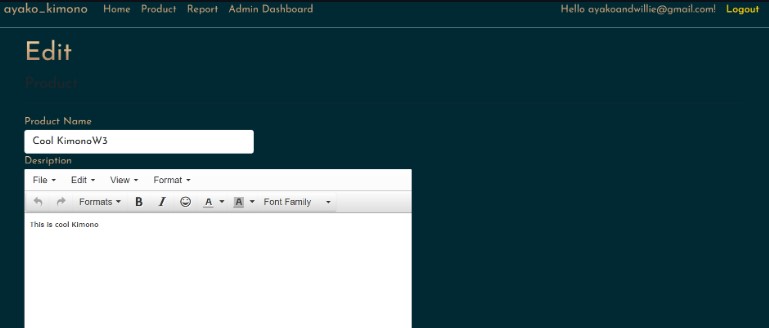 ayako_kimono Home Product Report Admin Dashboard Hello ayakoandwillie@gmail.com! Logout
Edit
Product
Product Name
Cool KimonoW3
Desription
File Edit View Format
Formats B I A A Font Family
This is cool Kimono